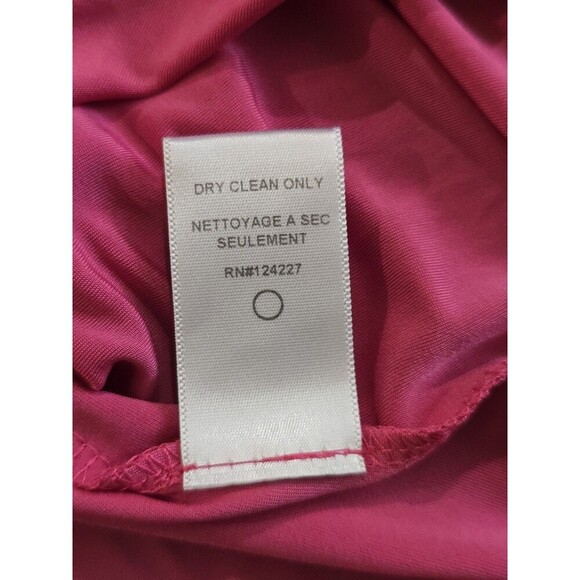 DRY CLEAN ONLY
NETTOYAGE A SEC
SEULEMENT
RN#124227